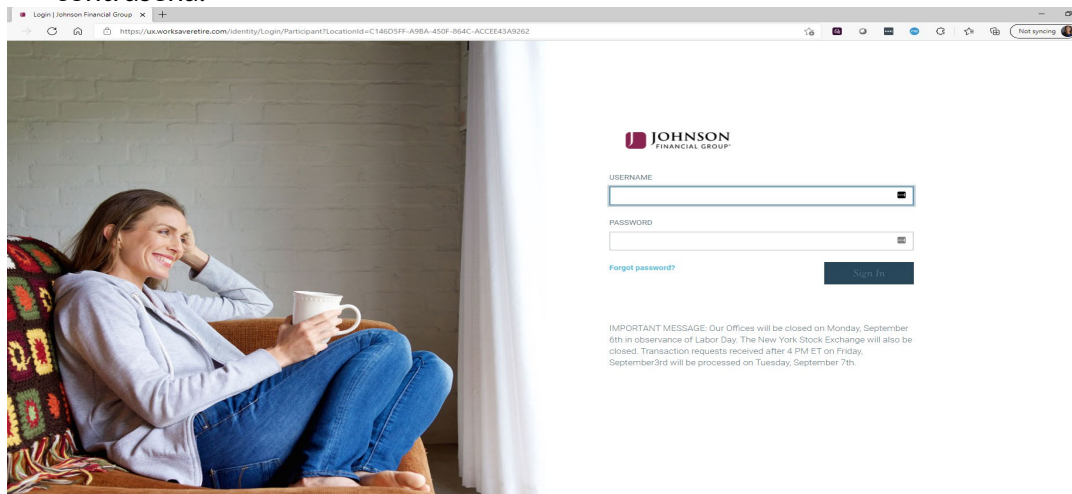 contraseña.
Login | Johnson Financial Group
https://ux.worksaveretire.com/identity/Login/Participant?LocationId=C146D5FF-A9BA-450F-864C-ACCEE43A9262
Not syncing
JOHNSON
FINANCIAL GROUP
USERNAME
PASSWORD
Forgot password?
Sign In
IMPORTANT MESSAGE: Our Offices will be closed on Monday, September
6th in observance of Labor Day. The New York Stock Exchange will also be
closed. Transaction requests received after 4 PM ET on Friday,
September3rd will be processed on Tuesday, September 7th.